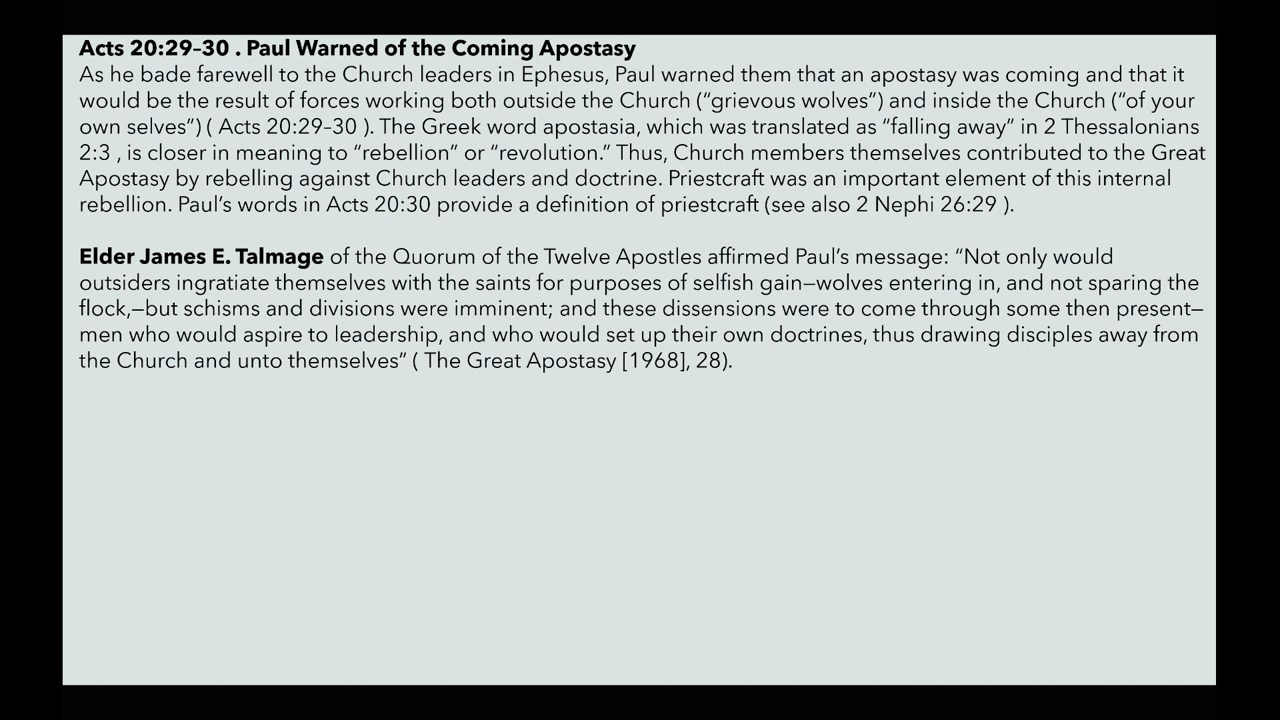 Acts 20:29–30 . Paul Warned of the Coming Apostasy
As he bade farewell to the Church leaders in Ephesus, Paul warned them that an apostasy was coming and that it
would be the result of forces working both outside the Church (“grievous wolves”) and inside the Church (“of your
own selves”) ( Acts 20:29–30 ). The Greek word apostasia, which was translated as “falling away” in 2 Thessalonians
2:3 , is closer in meaning to “rebellion” or “revolution.” Thus, Church members themselves contributed to the Great
Apostasy by rebelling against Church leaders and doctrine. Priestcraft was an important element of this internal
rebellion. Paul’s words in Acts 20:30 provide a definition of priestcraft (see also 2 Nephi 26:29 ).
Elder James E. Talmage of the Quorum of the Twelve Apostles affirmed Paul’s message: “Not only would
outsiders ingratiate themselves with the saints for purposes of selfish gain—wolves entering in, and not sparing the
flock,—but schisms and divisions were imminent; and these dissensions were to come through some then present—
men who would aspire to leadership, and who would set up their own doctrines, thus drawing disciples away from
the Church and unto themselves” ( The Great Apostasy [1968], 28).